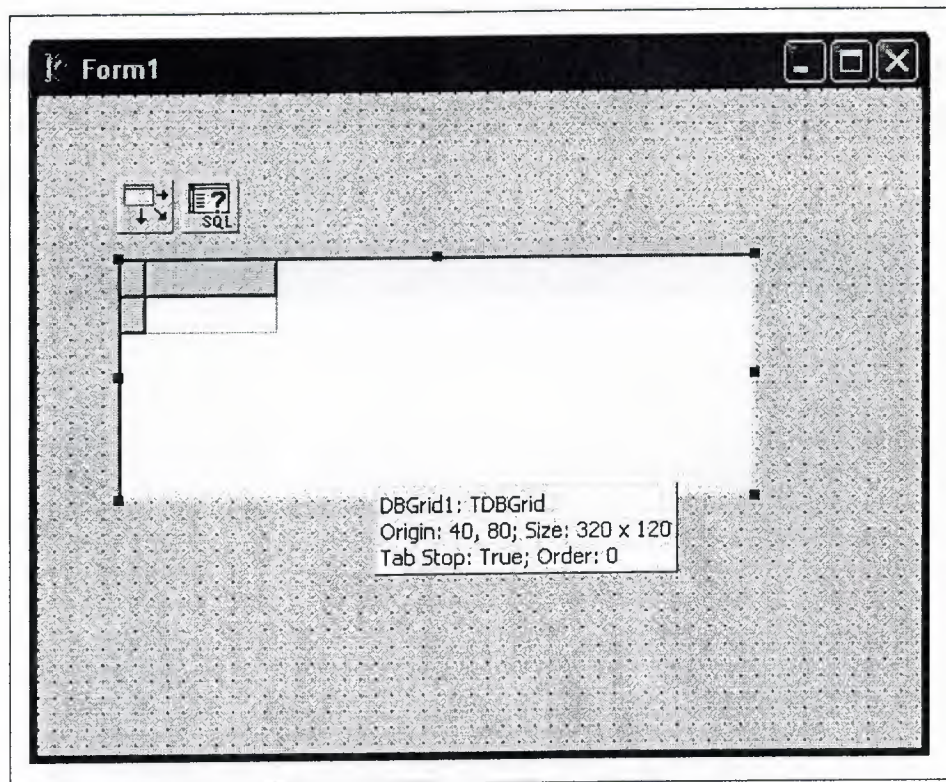 Form1
SQL
DBGrid1: TDBGrid
Origin: 40, 80; Size: 320 x 120
Tab Stop: True; Order: 0